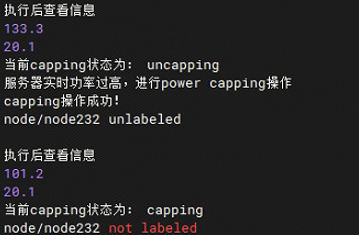 执行后查看信息
133.3
20.1
当前capping状态为： uncapping
服务器实时功率过高，进行power capping操作
capping操作成功！
node/node232 unlabeled
执行后查看信息
101.2
20.1
当前capping状态为： capping
node/node232 not labeled